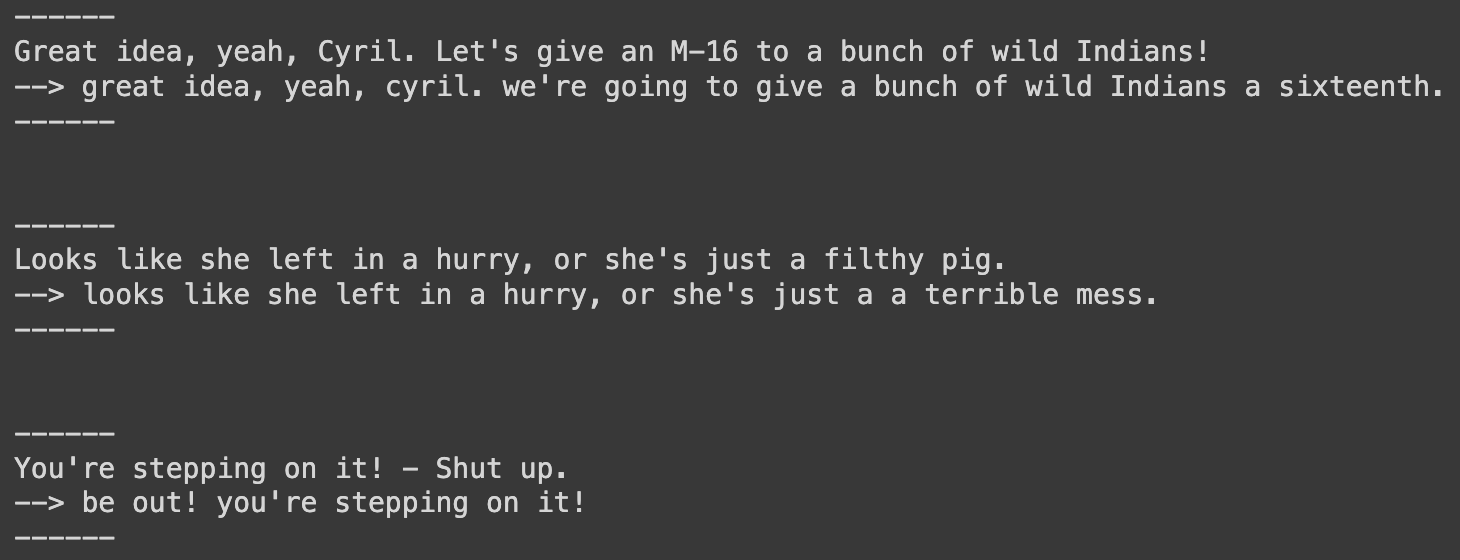 ------
Great idea, yeah, Cyril. Let's give an M-16 to a bunch of wild Indians!
--> great idea, yeah, cyril. we're going to give a bunch of wild Indians a sixteenth.
------
------
Looks like she left in a hurry, or she's just a filthy pig.
--> looks like she left in a hurry, or she's just a a terrible mess.
------
------
You're stepping on it! - Shut up.
--> be out! you're stepping on it!
------